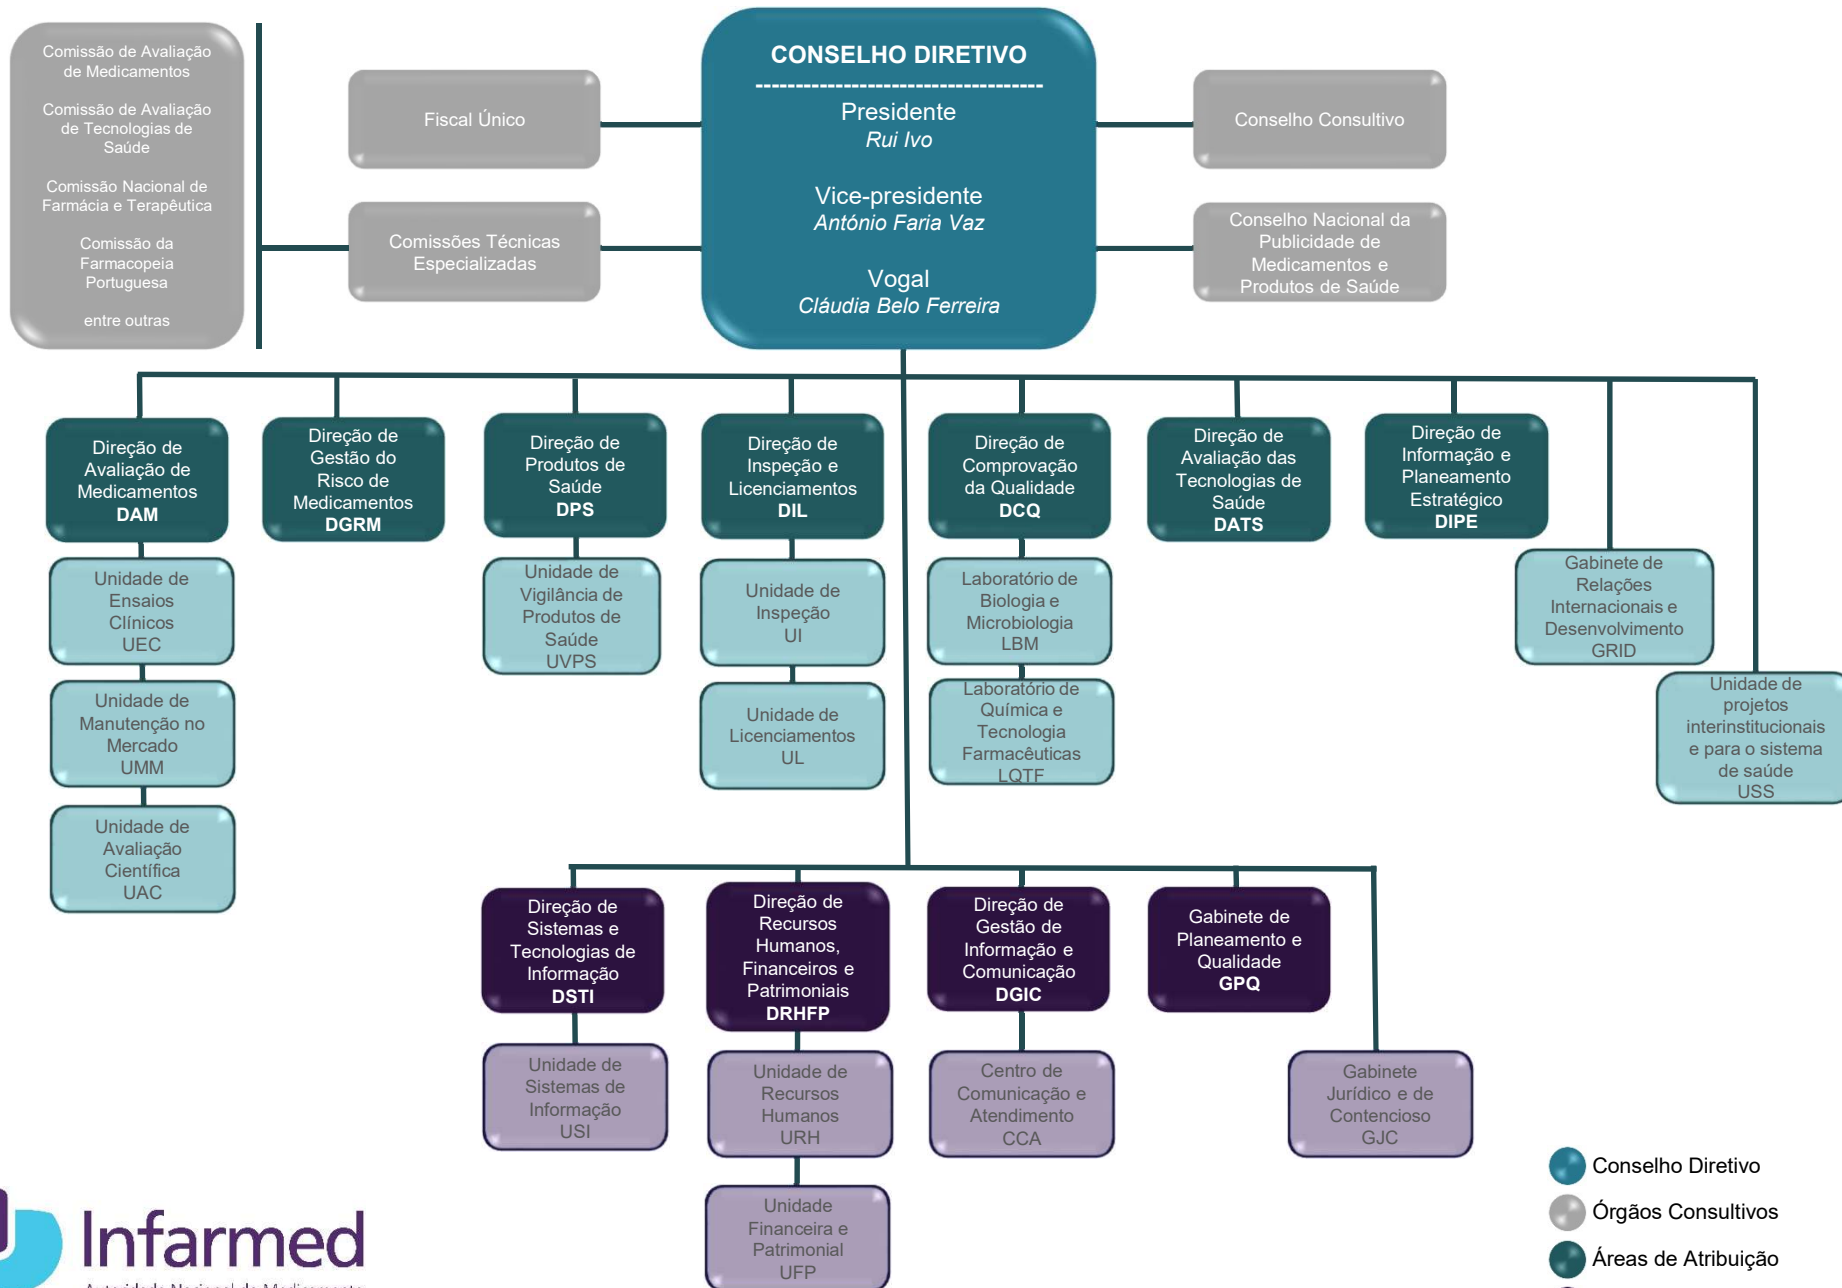 Comissão de Avaliação
de Medicamentos
Comissão de Avaliação
de Tecnologias de
Saúde
Comissão Nacional de
Farmácia e Terapêutica
Comissão da
Farmacopeia
Portuguesa
entre outras
Fiscal Único
Comissões Técnicas
Especializadas
CONSELHO DIRETIVO
------------------------------------
Presidente
Rui Ivo
Vice-presidente
António Faria Vaz
Vogal
Cláudia Belo Ferreira
Conselho Consultivo
Conselho Nacional da
Publicidade de
Medicamentos e
Produtos de Saúde
Direção de
Avaliação de
Medicamentos
DAM
Direção de
Gestão do
Risco de
Medicamentos
DGRM
Direção de
Produtos de
Saúde
DPS
Direção de
Inspeção e
Licenciamentos
DIL
Direção de
Comprovação
da Qualidade
DCQ
Direção de
Avaliação das
Tecnologias de
Saúde
DATS
Direção de
Informação e
Planeamento
Estratégico
DIPE
Unidade de
Ensaios
Clínicos
UEC
Unidade de
Manutenção no
Mercado
UMM
Unidade de
Avaliação
Científica
UAC
Unidade de
Vigilância de
Produtos de
Saúde
UVPS
Unidade de
Inspeção
UI
Unidade de
Licenciamentos
UL
Laboratório de
Biologia e
Microbiologia
LBM
Laboratório de
Química e
Tecnologia
Farmacêuticas
LQTF
Gabinete de
Relações
Internacionais e
Desenvolvimento
GRID
Unidade de
projetos
interinstitucionais
e para o sistema
de saúde
USS
Direção de
Sistemas e
Tecnologias de
Informação
DSTI
Direção de
Recursos
Humanos,
Financeiros e
Patrimoniais
DRHFP
Direção de
Gestão de
Informação e
Comunicação
DGIC
Gabinete de
Planeamento e
Qualidade
GPQ
Unidade de
Sistemas de
Informação
USI
Unidade de
Recursos
Humanos
URH
Unidade
Financeira e
Patrimonial
UFP
Centro de
Comunicação e
Atendimento
CCA
Gabinete
Jurídico e de
Contencioso
GJC
Infarmed
Autoridade Nacional do Medicamento
Conselho Diretivo
Órgãos Consultivos
Áreas de Atribuição